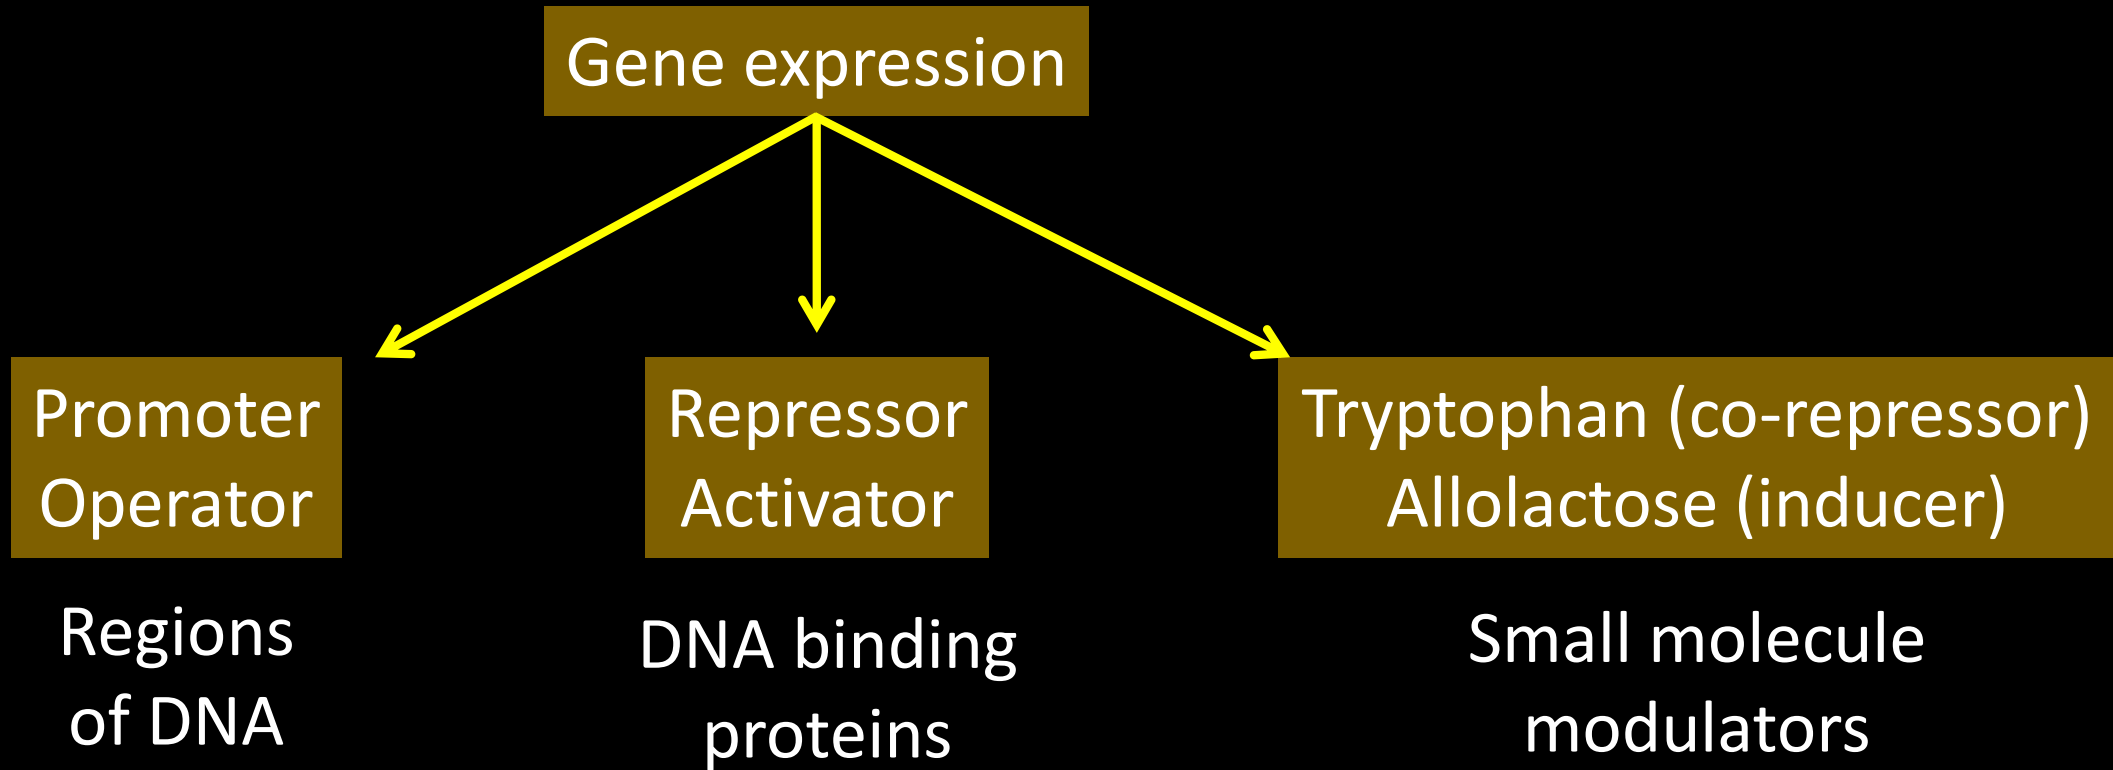 Gene expression
Promoter
Operator
Regions
of DNA
Repressor
Activator
DNA binding
proteins
Tryptophan (co-repressor)
Allolactose (inducer)
Small molecule
modulators